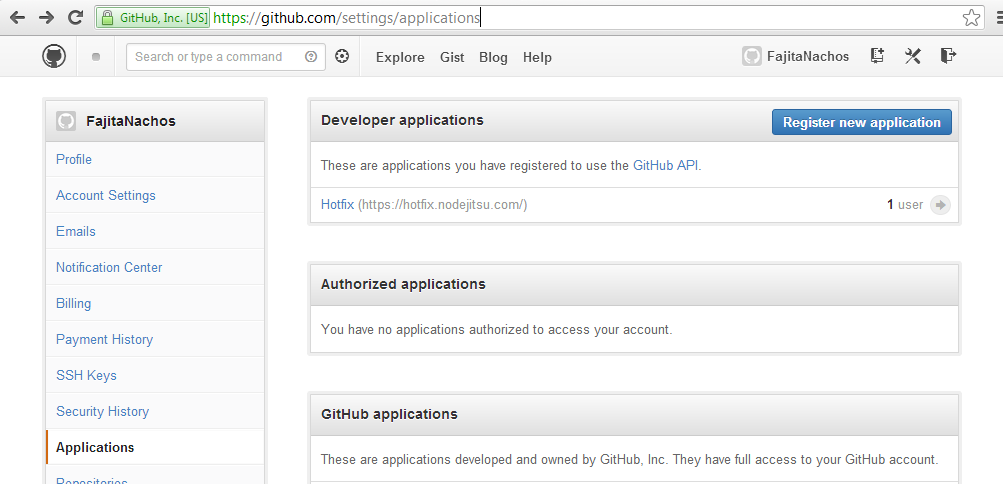 GitHub, Inc. [US] https://github.com/settings/applications
Search or type a command
Explore Gist Blog Help
FajitaNachos
FajitaNachos
Profile
Account Settings
Emails
Notification Center
Billing
Payment History
SSH Keys
Security History
Applications
Repositories
Developer applications
Register new application
These are applications you have registered to use the GitHub API.
Hotfix (https://hotfix.nodejitsu.com/) 1 user
Authorized applications
You have no applications authorized to access your account.
GitHub applications
These are applications developed and owned by GitHub, Inc. They have full access to your GitHub account.